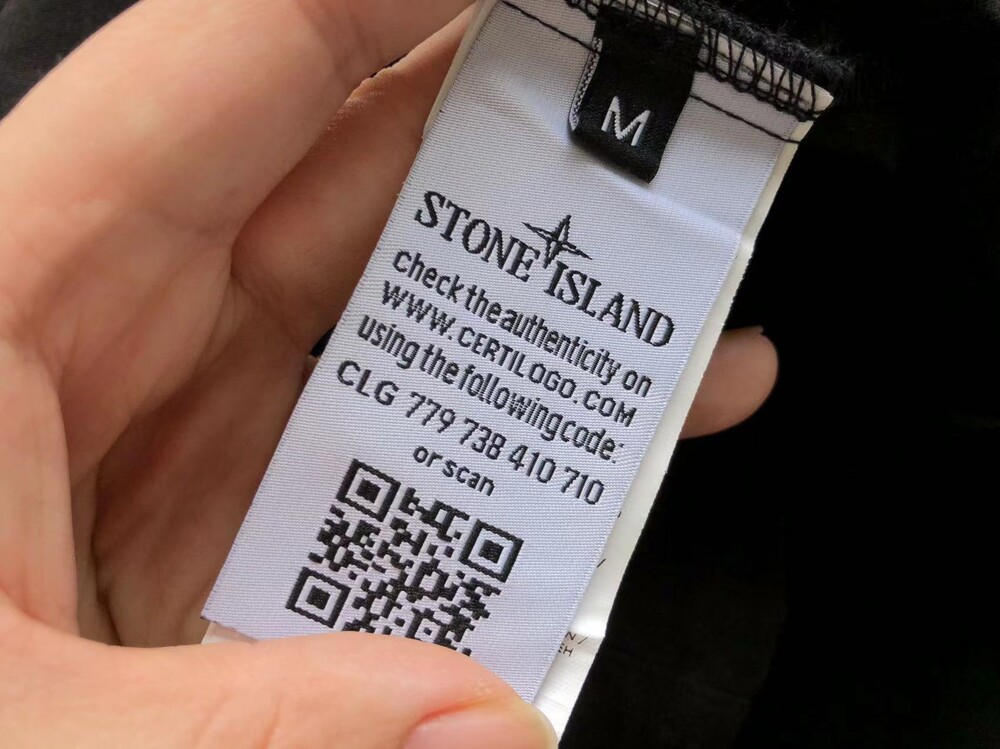 M
STONE ISLAND
check the authenticity on
WWW.CERTILOGO.COM
using the following code:
CLG 779 738 410 710
or scan